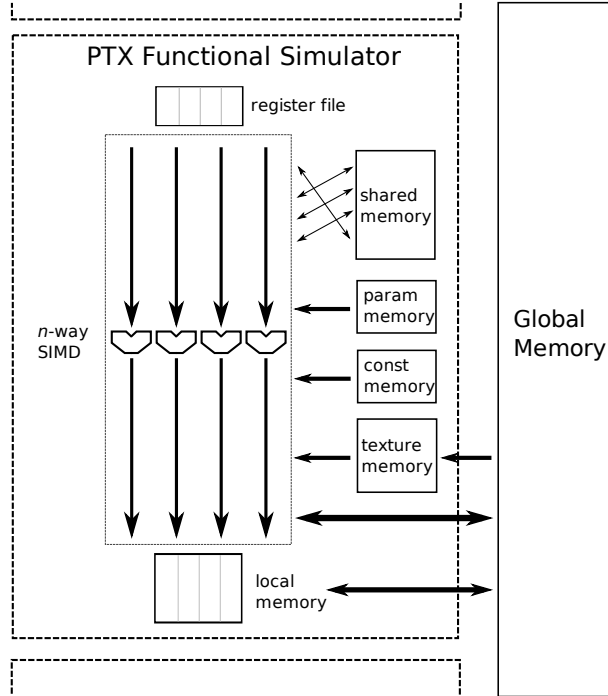 PTX Functional Simulator
register file
shared
memory
param
memory
n-way
SIMD
Global
Memory
const
memory
texture
memory
local
memory